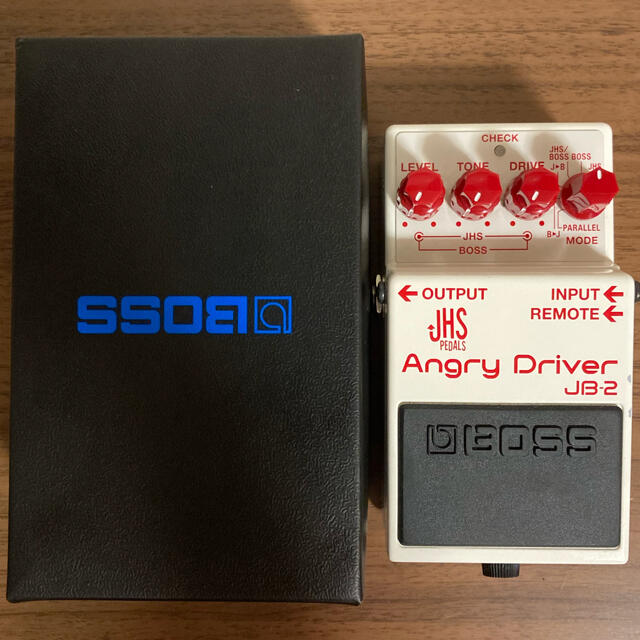 BOSS
CHECK
LEVEL TONE DRIVE
JHS/
BOSS BOSS
J▸B JHS
PARALLEL
B▸J
MODE
JHS
BOSS
← OUTPUT INPUT ←
REMOTE ←
JHS
PEDALS
Angry Driver
JB-2
BOSS